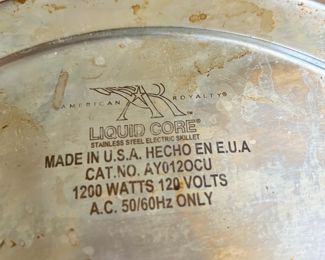 AMERICAN ROYALTY®
LIQUID CORE®
STAINLESS STEEL ELECTRIC SKILLET
MADE IN U.S.A. HECHO EN E.U.A
CAT.NO. AY012OCU
1200 WATTS 120 VOLTS
A.C. 50/60Hz ONLY